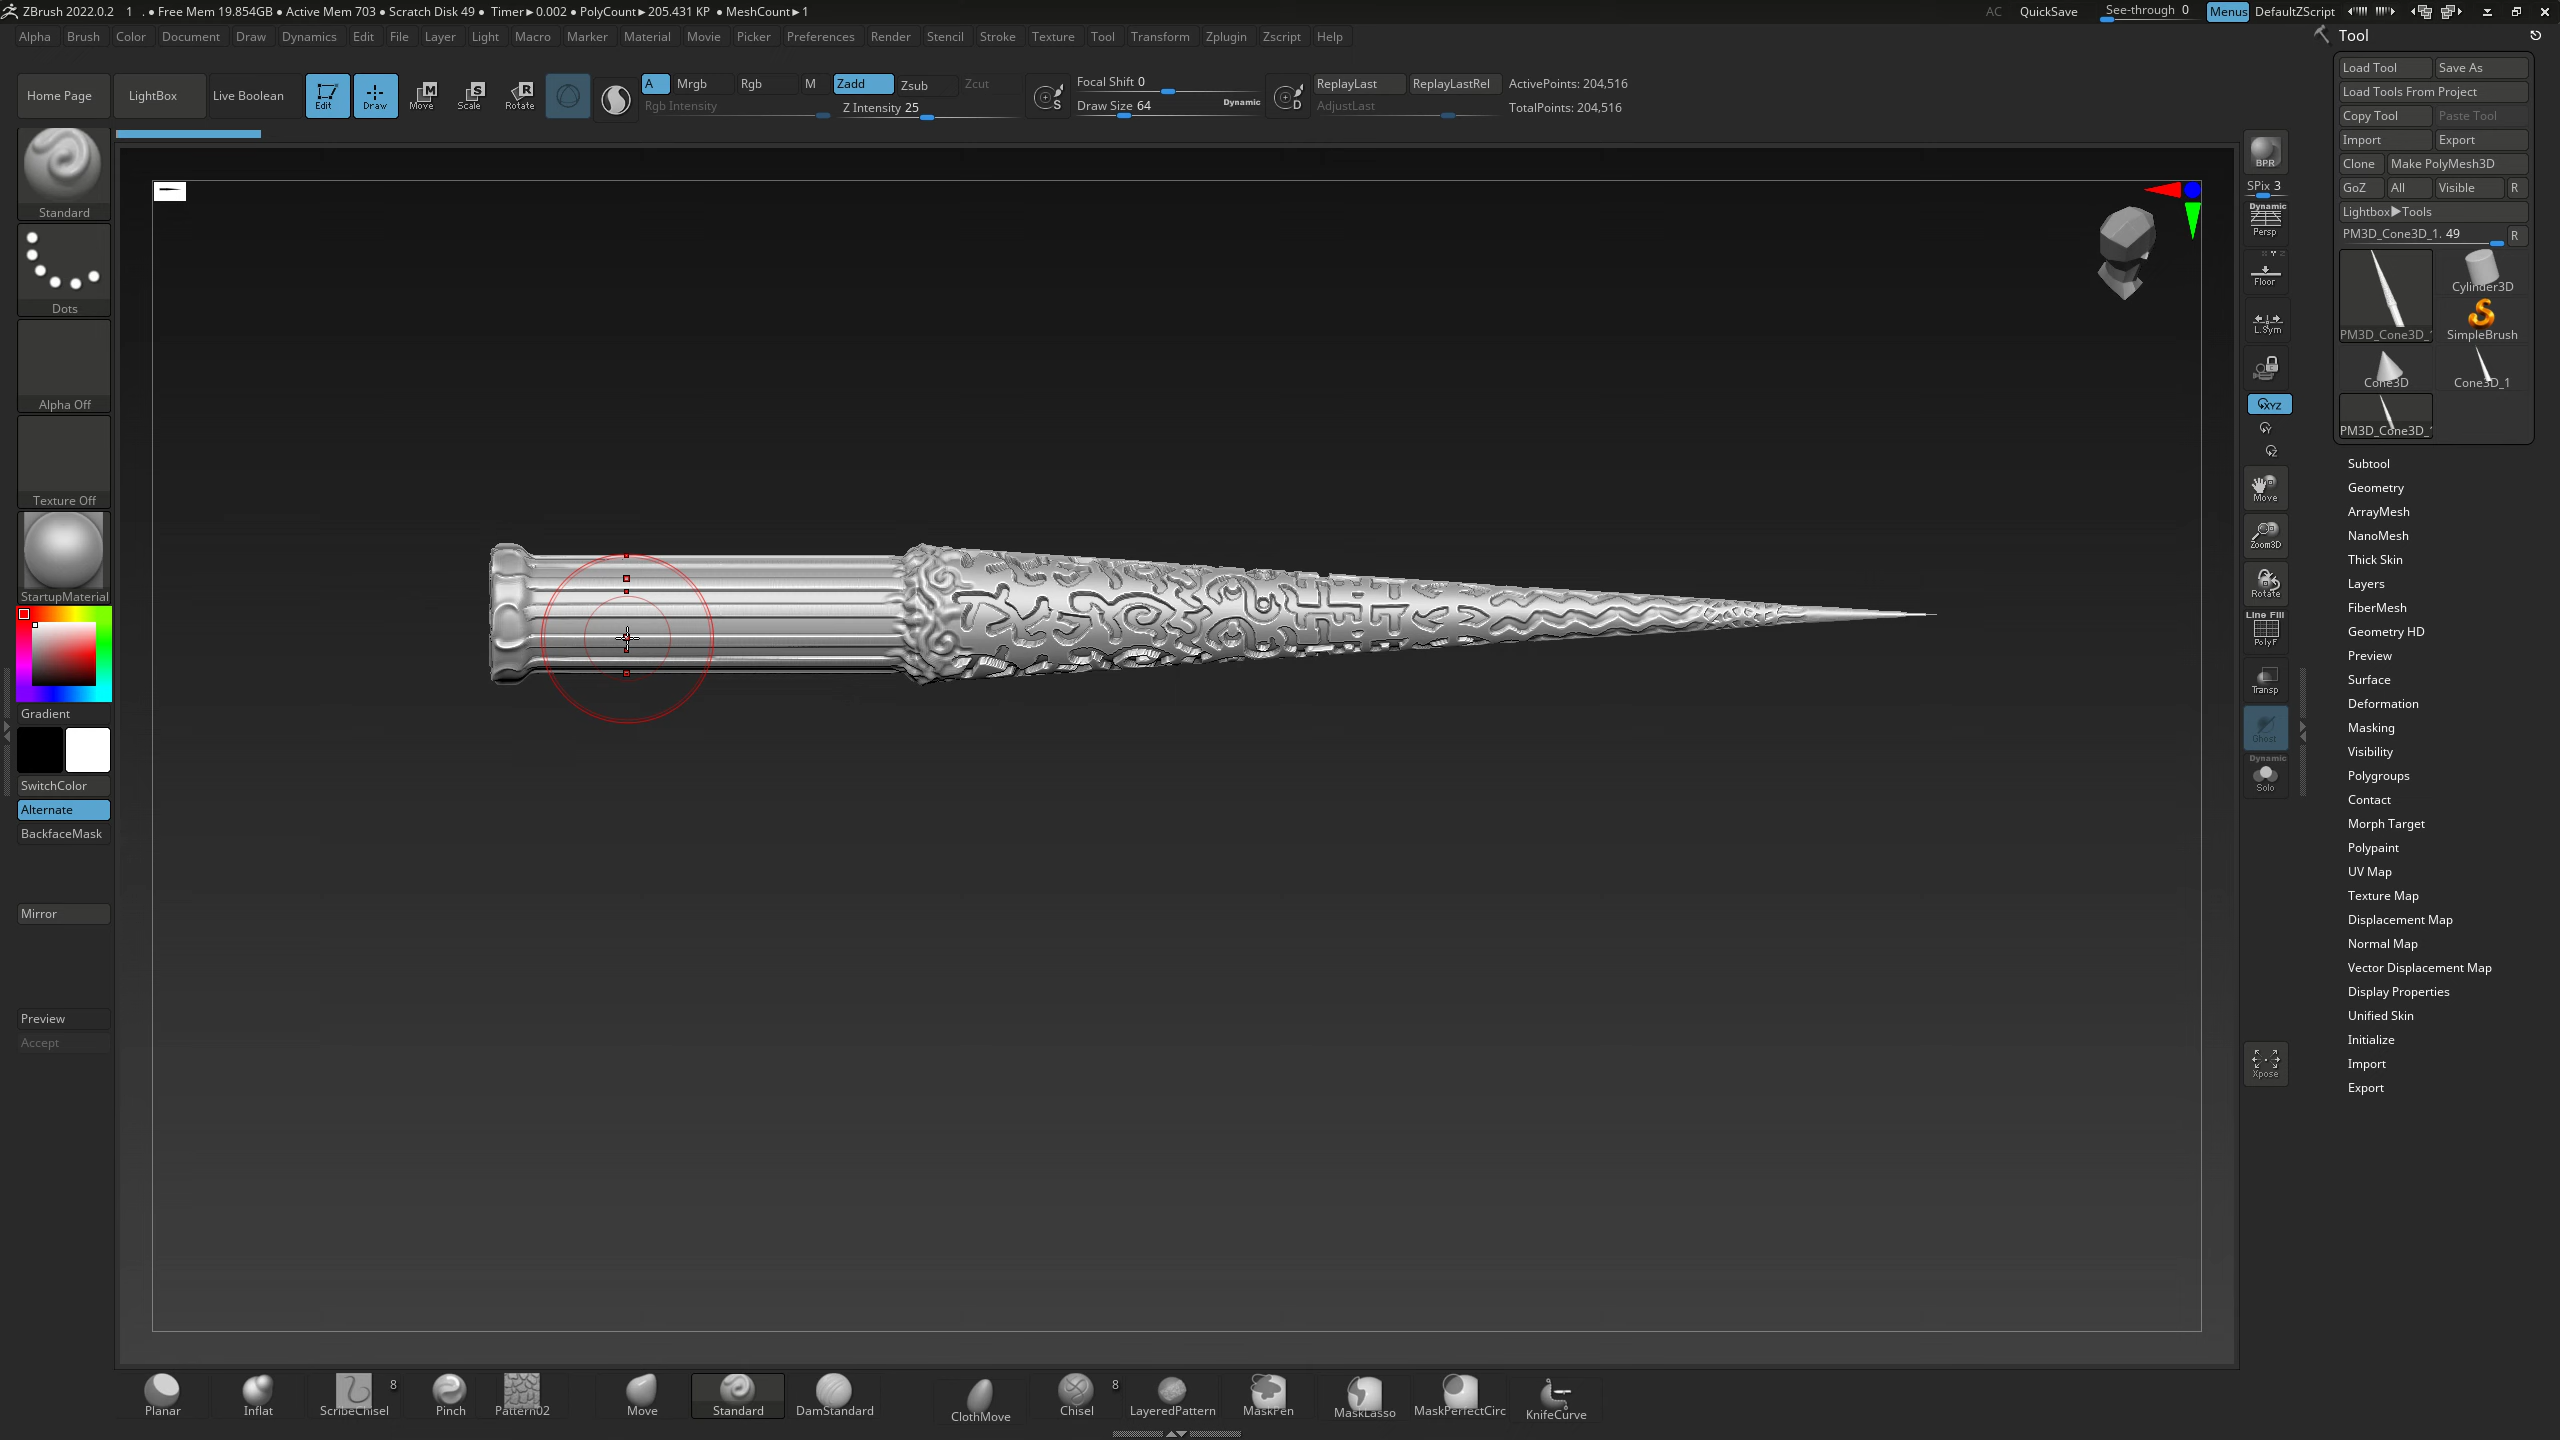 ZBrush 2022.0.2 1 . ● Free Mem 19.854GB ● Active Mem 703 ● Scratch Disk 49 ● Timer►0.002 ● PolyCount►205.431 KP ● MeshCount►1 AC QuickSave See-through 0 Menus DefaultZScript
Alpha Brush Color Document Draw Dynamics Edit File Layer Light Macro Marker Material Movie Picker Preferences Render Stencil Stroke Texture Tool Transform Zplugin Zscript Help
Home Page LightBox Live Boolean Edit Draw Move Scale Rotate
M S R
A Mrgb Rgb M Zadd Zsub Zcut
Rgb Intensity Z Intensity 25
S Focal Shift 0
Draw Size 64 Dynamic
D ReplayLast ReplayLastRel ActivePoints: 204,516
AdjustLast TotalPoints: 204,516
Standard
Dots
Alpha Off
Texture Off
StartupMaterial
Gradient
SwitchColor
Alternate
BackfaceMask
Mirror
Preview
Accept
BPR
SPix 3
Dynamic
Persp
Floor
L.Sym
XYZ
Y
Z
Move
Zoom3D
Rotate
Line Fill
PolyF
Transp
Ghost
Dynamic
Solo
Xpose
Tool
Load Tool Save As
Load Tools From Project
Copy Tool Paste Tool
Import Export
Clone Make PolyMesh3D
GoZ All Visible R
Lightbox►Tools
PM3D_Cone3D_1. 49 R
Cylinder3D
PM3D_Cone3D_1 SimpleBrush
Cone3D Cone3D_1
PM3D_Cone3D_1
Subtool
Geometry
ArrayMesh
NanoMesh
Thick Skin
Layers
FiberMesh
Geometry HD
Preview
Surface
Deformation
Masking
Visibility
Polygroups
Contact
Morph Target
Polypaint
UV Map
Texture Map
Displacement Map
Normal Map
Vector Displacement Map
Display Properties
Unified Skin
Initialize
Import
Export
8 8
Planar Inflat ScribeChisel Pinch Pattern02 Move Standard DamStandard ClothMove Chisel LayeredPattern MaskPen MaskLasso MaskPerfectCirc KnifeCurve